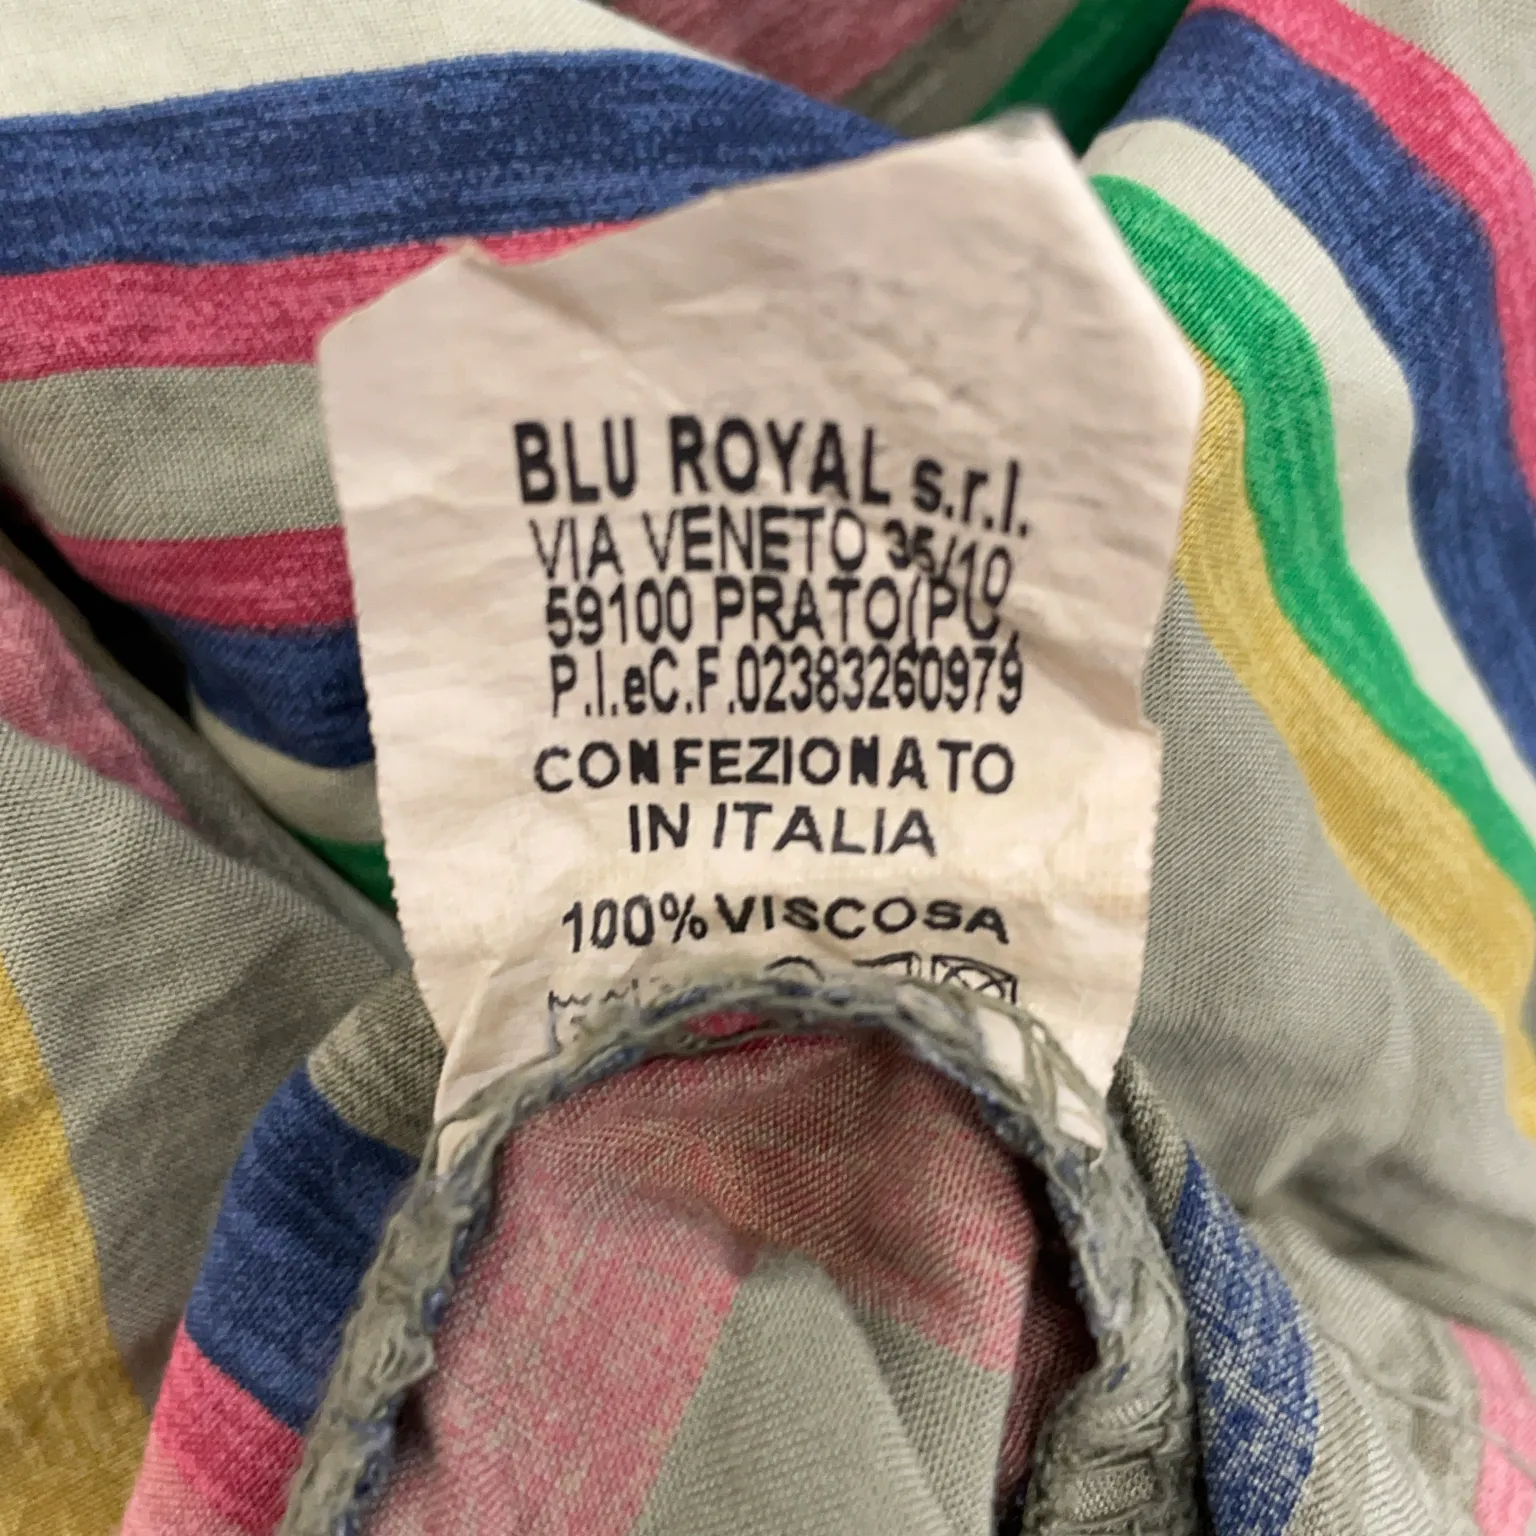 BLU ROYAL s.r.l.
VIA VENETO 35/10
59100 PRATO(PO)
P.I.eC.F.02383260979
CONFEZIONATO
IN ITALIA
100% VISCOSA